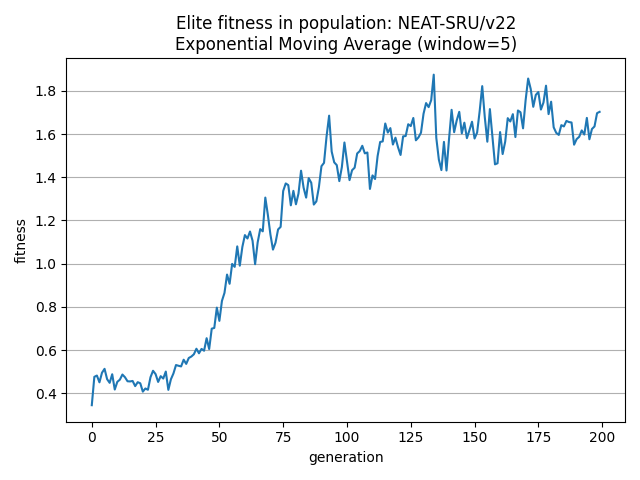 Elite fitness in population: NEAT-SRU/v22
Exponential Moving Average (window=5)
fitness
1.8
1.6
1.4
1.2
1.0
0.8
0.6
0.4
0 25 50 75 100 125 150 175 200
generation